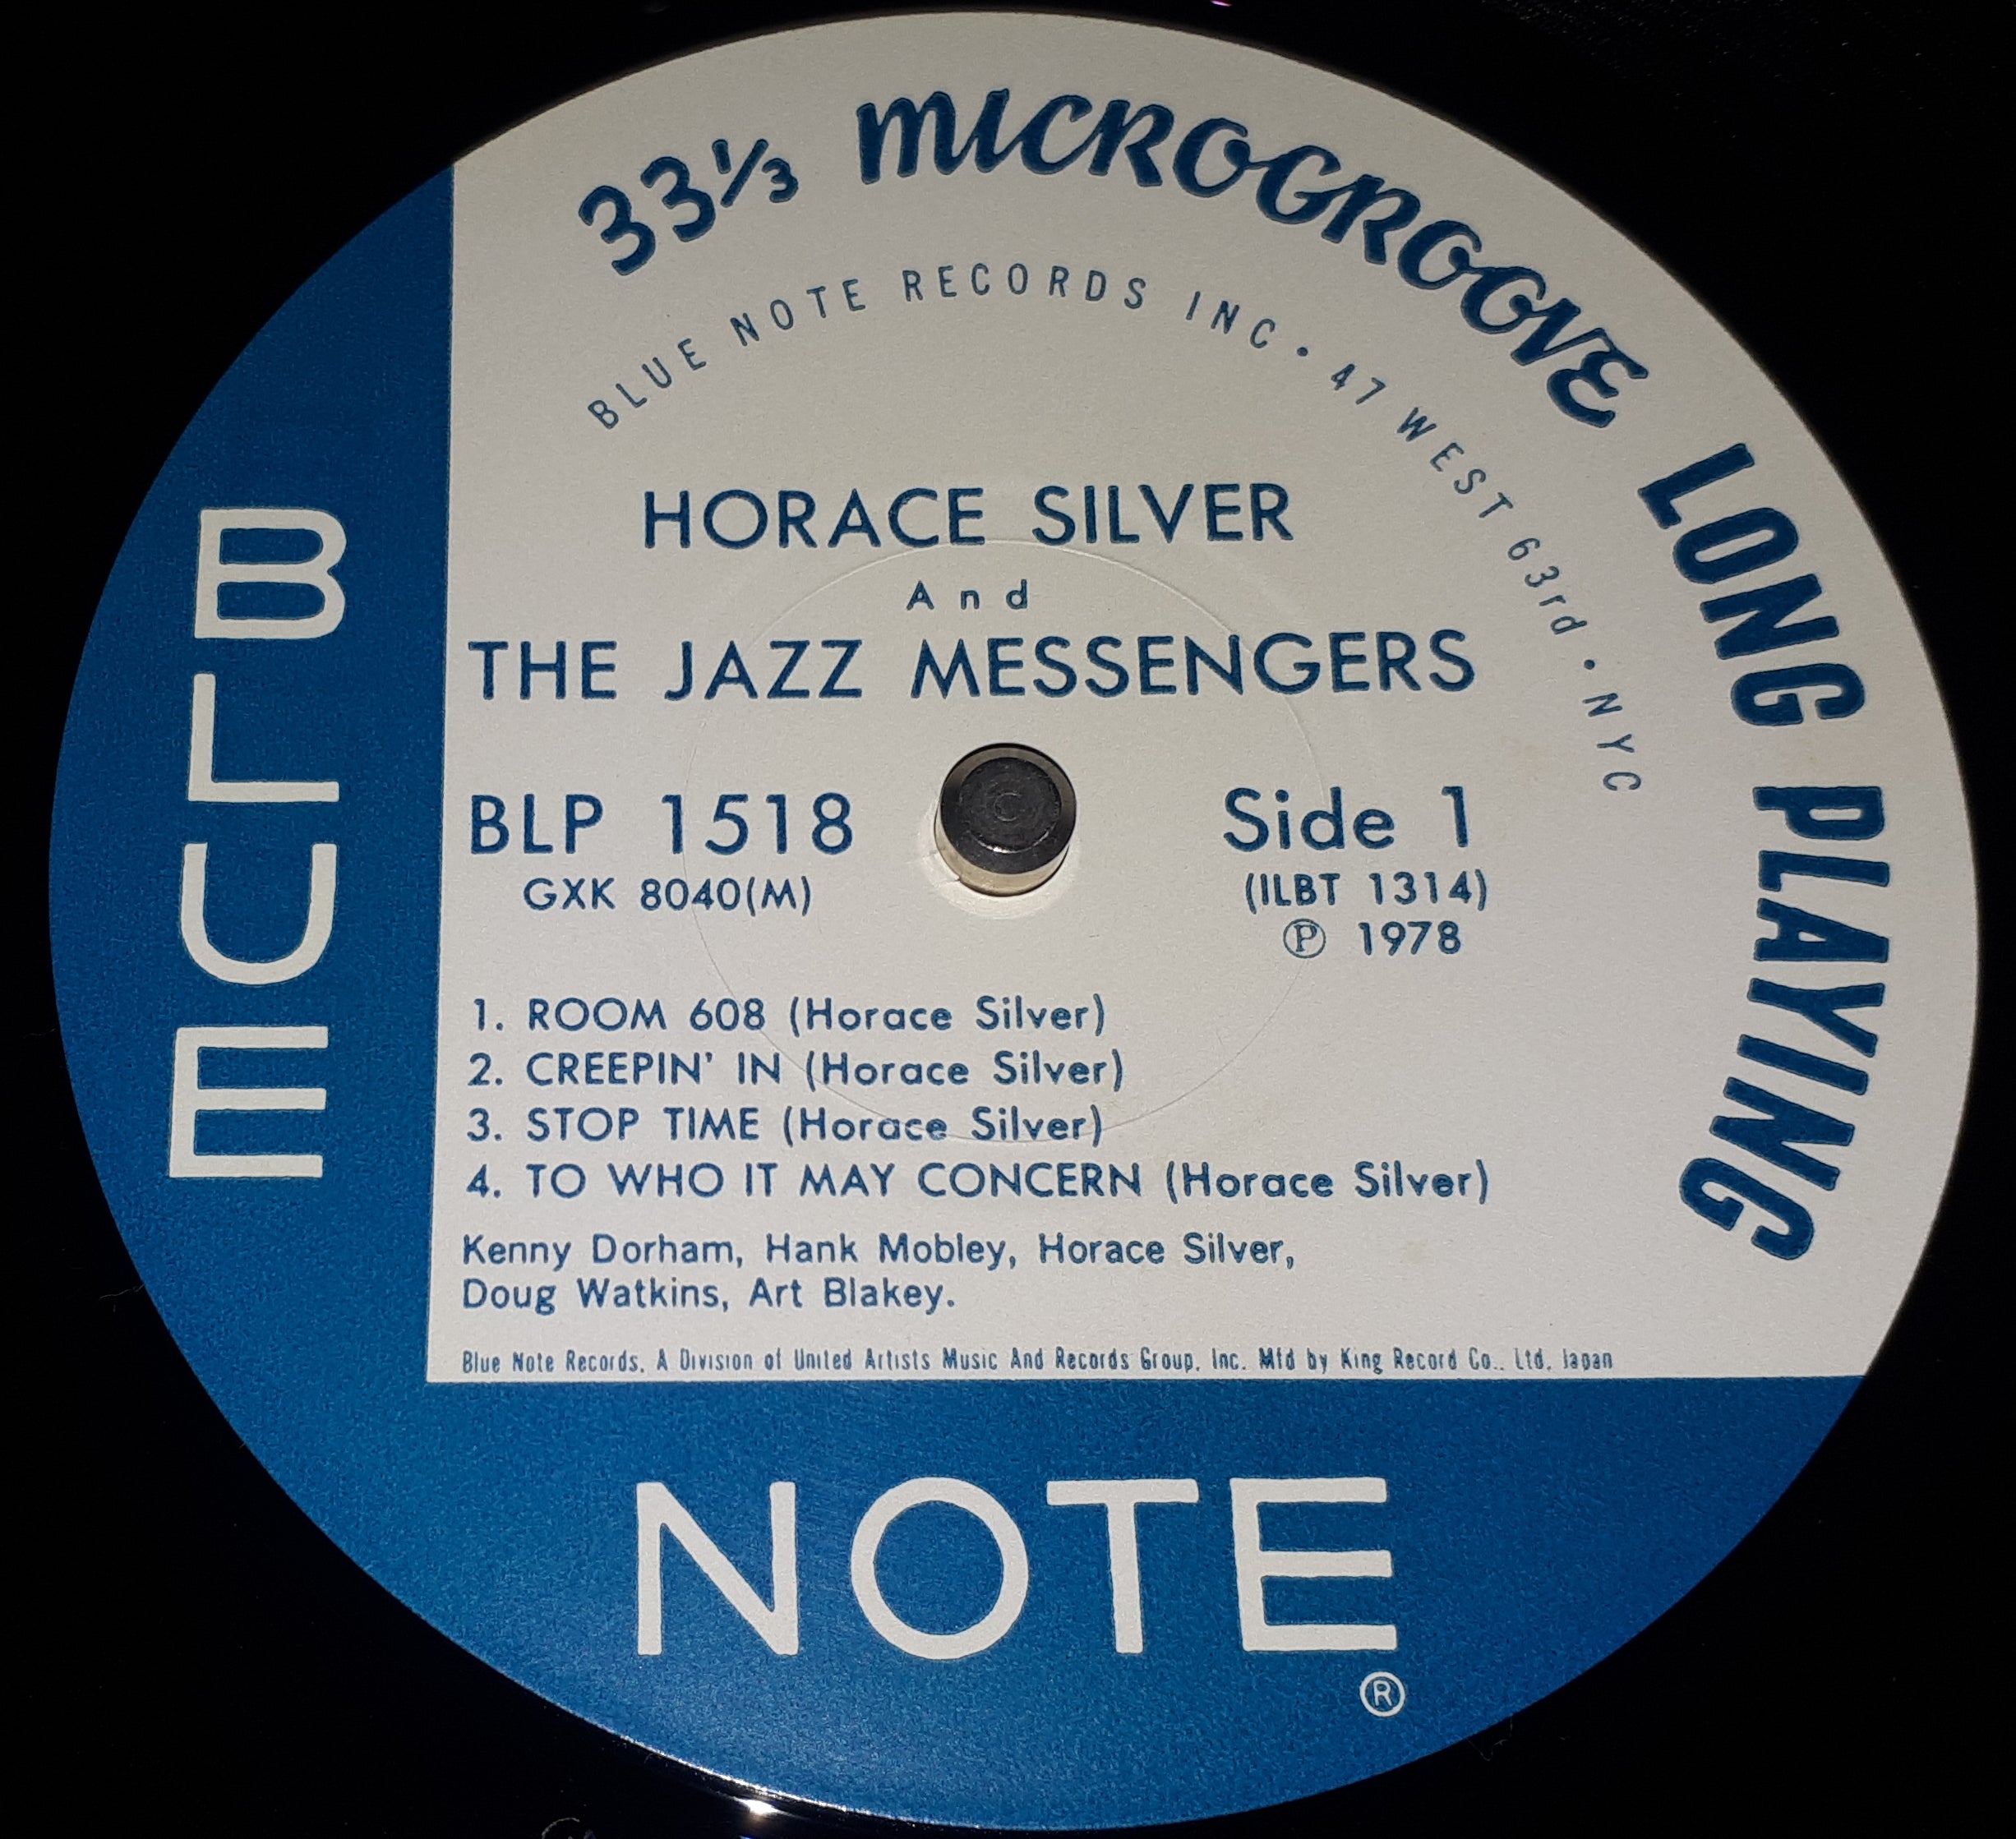 33⅓ MICROGROOVE LONG PLAYING
BLUE NOTE RECORDS INC • 47 WEST 63rd • NYC
HORACE SILVER
And
THE JAZZ MESSENGERS
BLP 1518
GXK 8040(M)
Side 1
(ILBT 1314)
Ⓟ 1978
1. ROOM 608 (Horace Silver)
2. CREEPIN' IN (Horace Silver)
3. STOP TIME (Horace Silver)
4. TO WHO IT MAY CONCERN (Horace Silver)
Kenny Dorham, Hank Mobley, Horace Silver,
Doug Watkins, Art Blakey.
Blue Note Records, A Division of United Artists Music And Records Group, Inc. Mfd by King Record Co., Ltd, Japan
BLUE
NOTE®